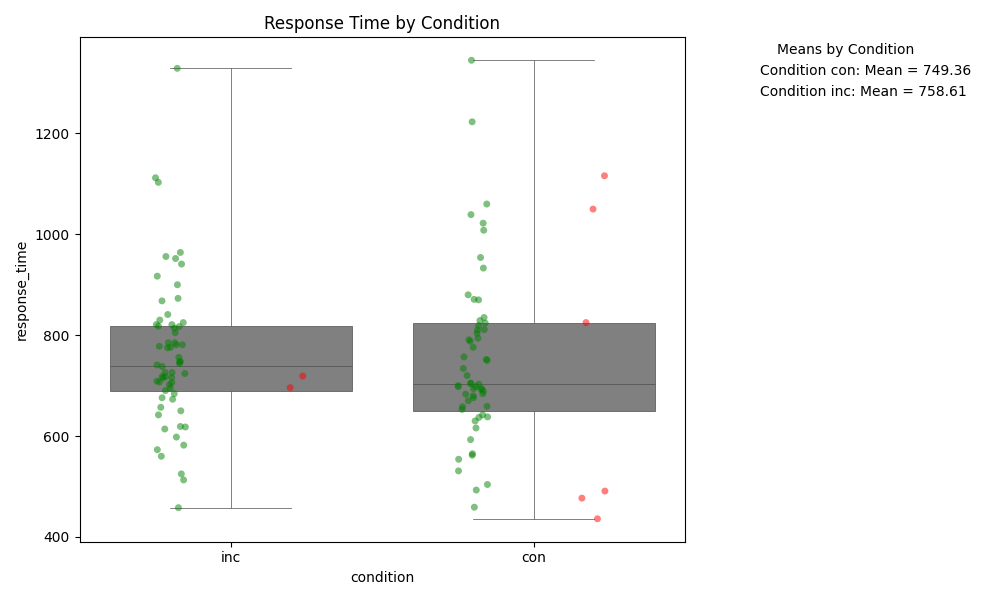 Response Time by Condition
Means by Condition
Condition con: Mean = 749.36
Condition inc: Mean = 758.61
response_time
1200
1000
800
600
400
inc
con
condition